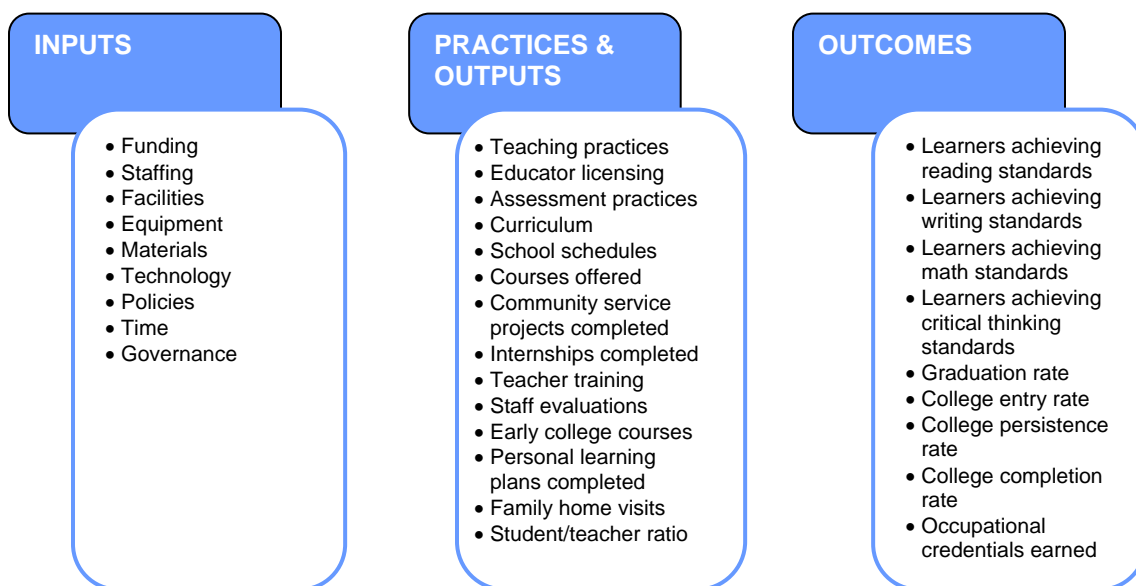 INPUTS
• Funding
• Staffing
• Facilities
• Equipment
• Materials
• Technology
• Policies
• Time
• Governance
PRACTICES &
OUTPUTS
• Teaching practices
• Educator licensing
• Assessment practices
• Curriculum
• School schedules
• Courses offered
• Community service
projects completed
• Internships completed
• Teacher training
• Staff evaluations
• Early college courses
• Personal learning
plans completed
• Family home visits
• Student/teacher ratio
OUTCOMES
• Learners achieving
reading standards
• Learners achieving
writing standards
• Learners achieving
math standards
• Learners achieving
critical thinking
standards
• Graduation rate
• College entry rate
• College persistence
rate
• College completion
rate
• Occupational
credentials earned